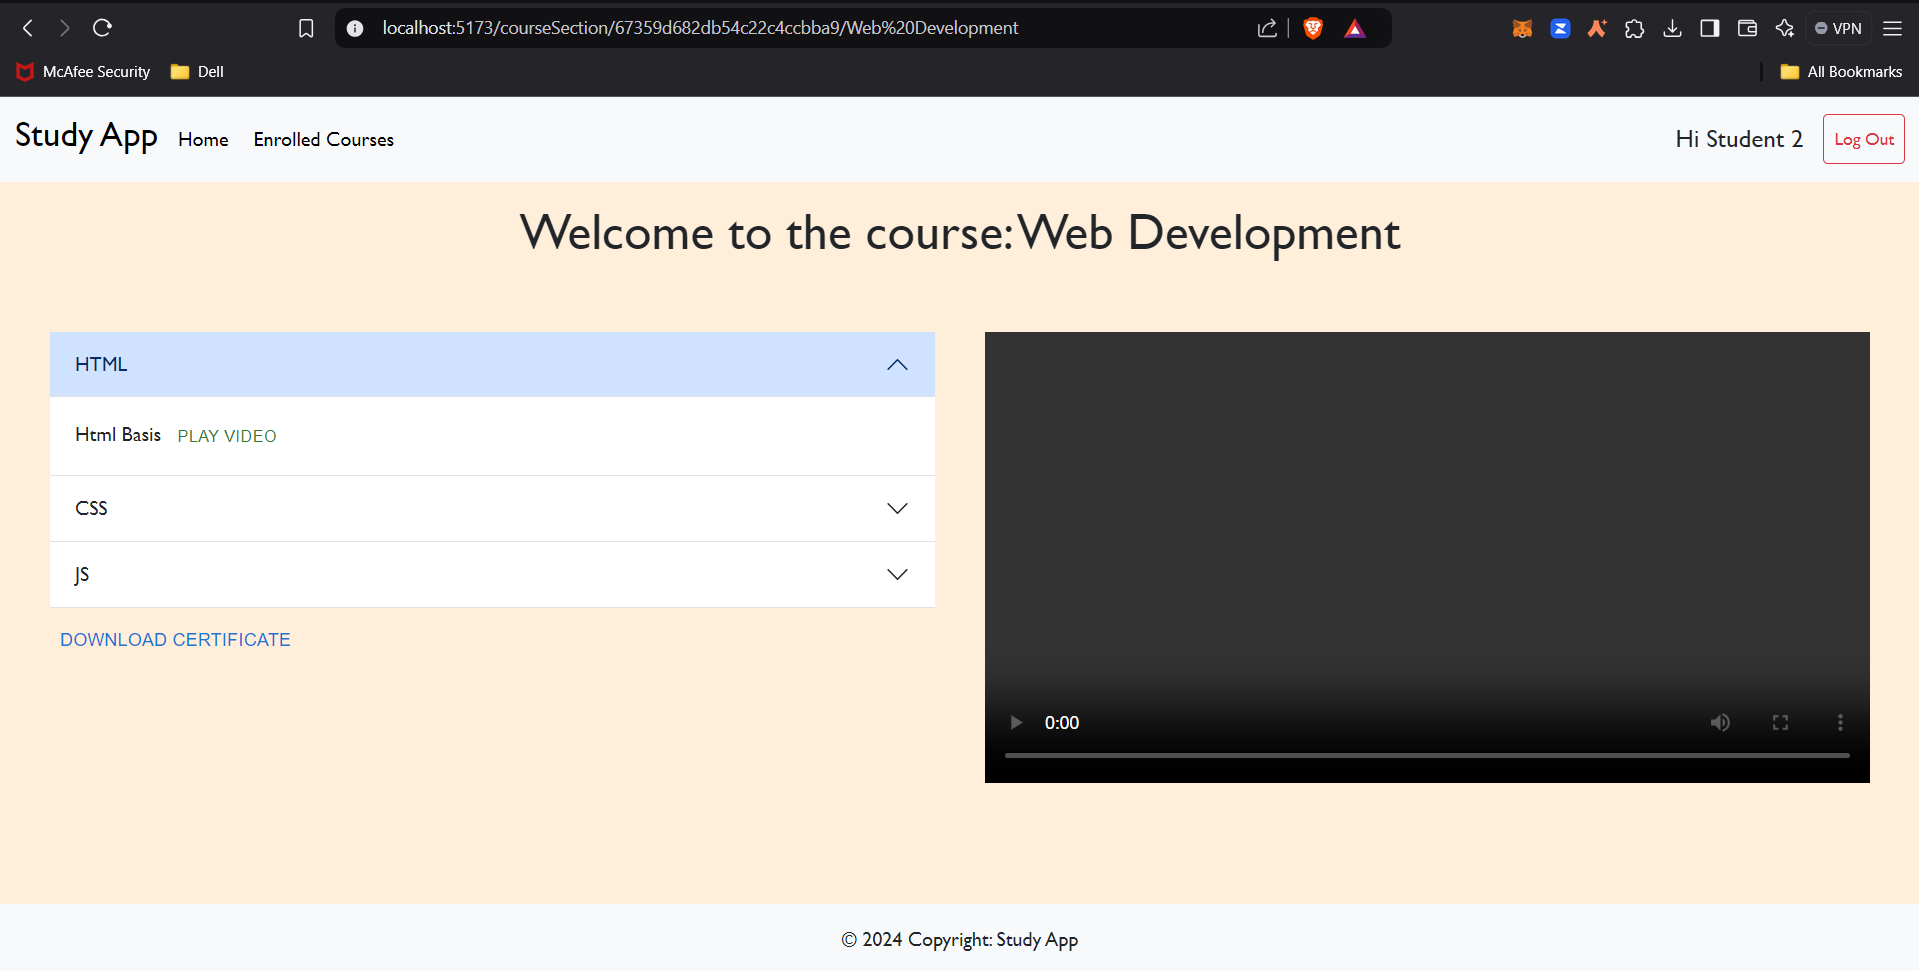 localhost:5173/courseSection/67359d682db54c22c4ccbba9/Web%20Development
VPN
McAfee Security
Dell
All Bookmarks
Study App
Home
Enrolled Courses
Hi Student 2
Log Out
Welcome to the course:Web Development
HTML
Html Basis
PLAY VIDEO
CSS
JS
DOWNLOAD CERTIFICATE
0:00
© 2024 Copyright: Study App